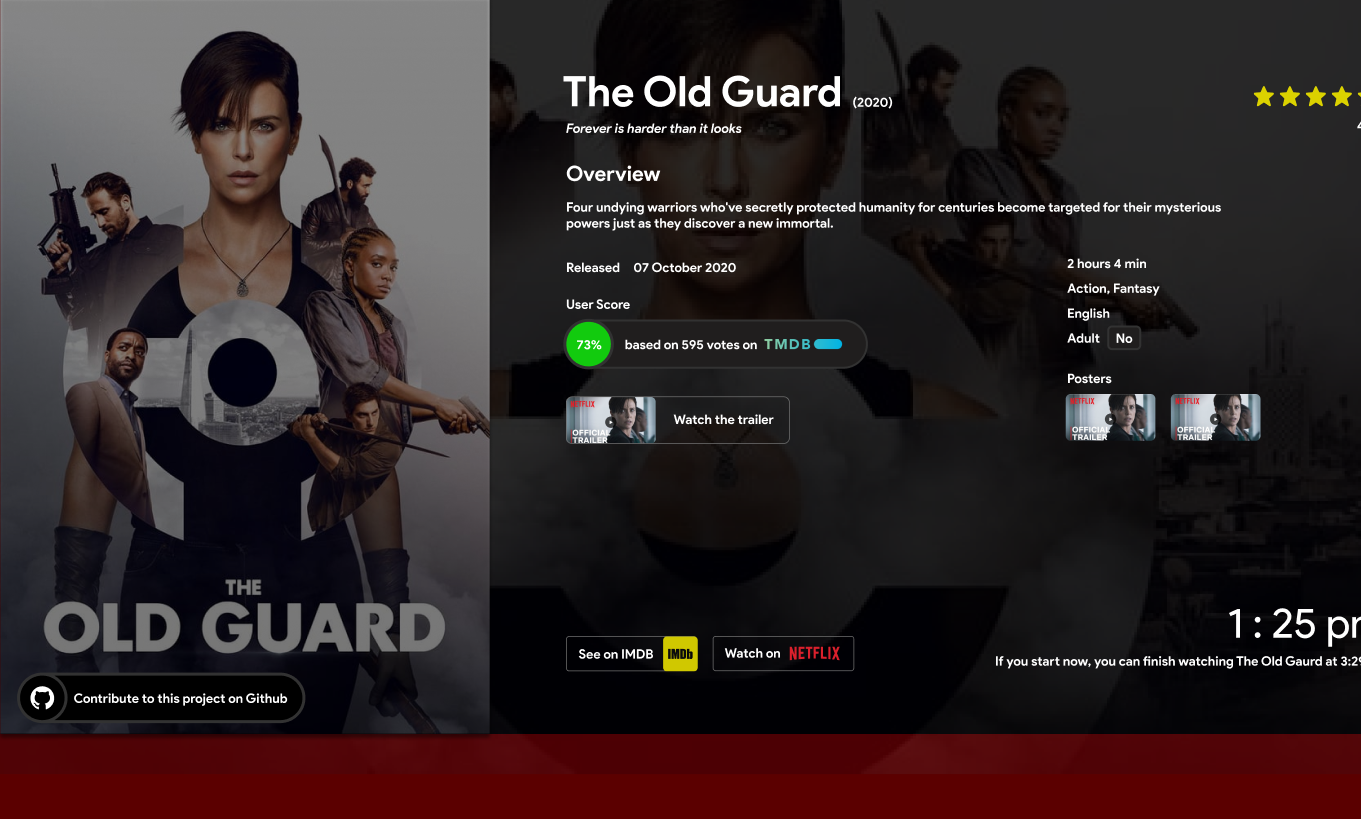 The Old Guard (2020)
Forever is harder than it looks
4
Overview
Four undying warriors who've secretly protected humanity for centuries become targeted for their mysterious
powers just as they discover a new immortal.
Released 07 October 2020
User Score
73% based on 595 votes on TMDB
NETFLIX
OFFICIAL
TRAILER
Watch the trailer
2 hours 4 min
Action, Fantasy
English
Adult No
Posters
NETFLIX
OFFICIAL
TRAILER
NETFLIX
OFFICIAL
TRAILER
THE
OLD GUARD
Contribute to this project on Github
See on IMDB IMDb
Watch on NETFLIX
1 : 25 pm
If you start now, you can finish watching The Old Gaurd at 3:29